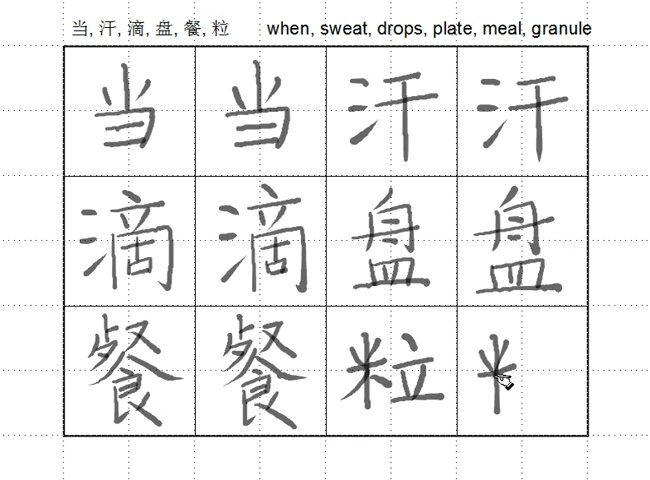 当, 汗, 滴, 盘, 餐, 粒 when, sweat, drops, plate, meal, granule
当 当 汗 汗
滴 滴 盘 盘
餐 餐 粒